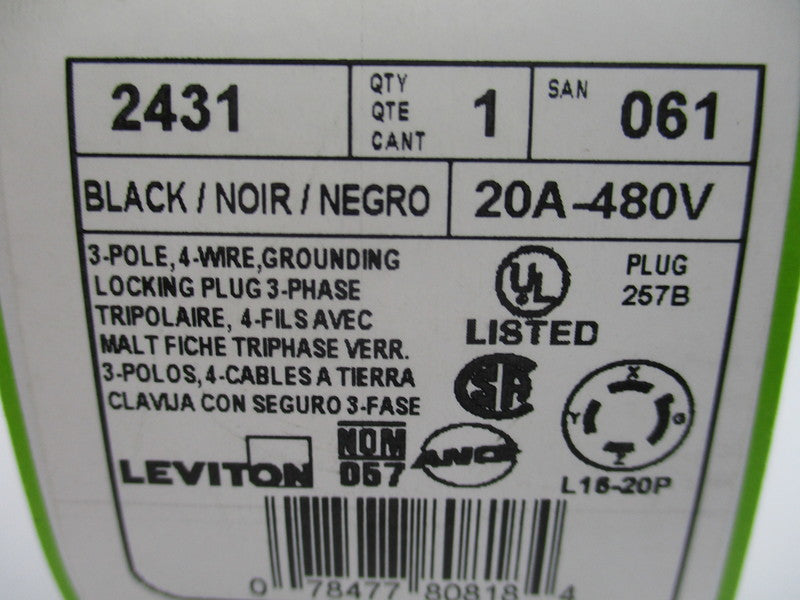 2431
QTY
QTE
CANT
1
SAN
061
BLACK / NOIR / NEGRO
20A-480V
3-POLE, 4-WIRE, GROUNDING
LOCKING PLUG 3-PHASE
TRIPOLAIRE, 4-FILS AVEC
MALT FICHE TRIPHASE VERR.
3-POLOS, 4-CABLES A TIERRA
CLAVIJA CON SEGURO 3-FASE
UL
LISTED
PLUG
257B
SA
X
Y
G
Z
L16-20P
LEVITON
NOM
057
ANCE
0 78477 80818 4